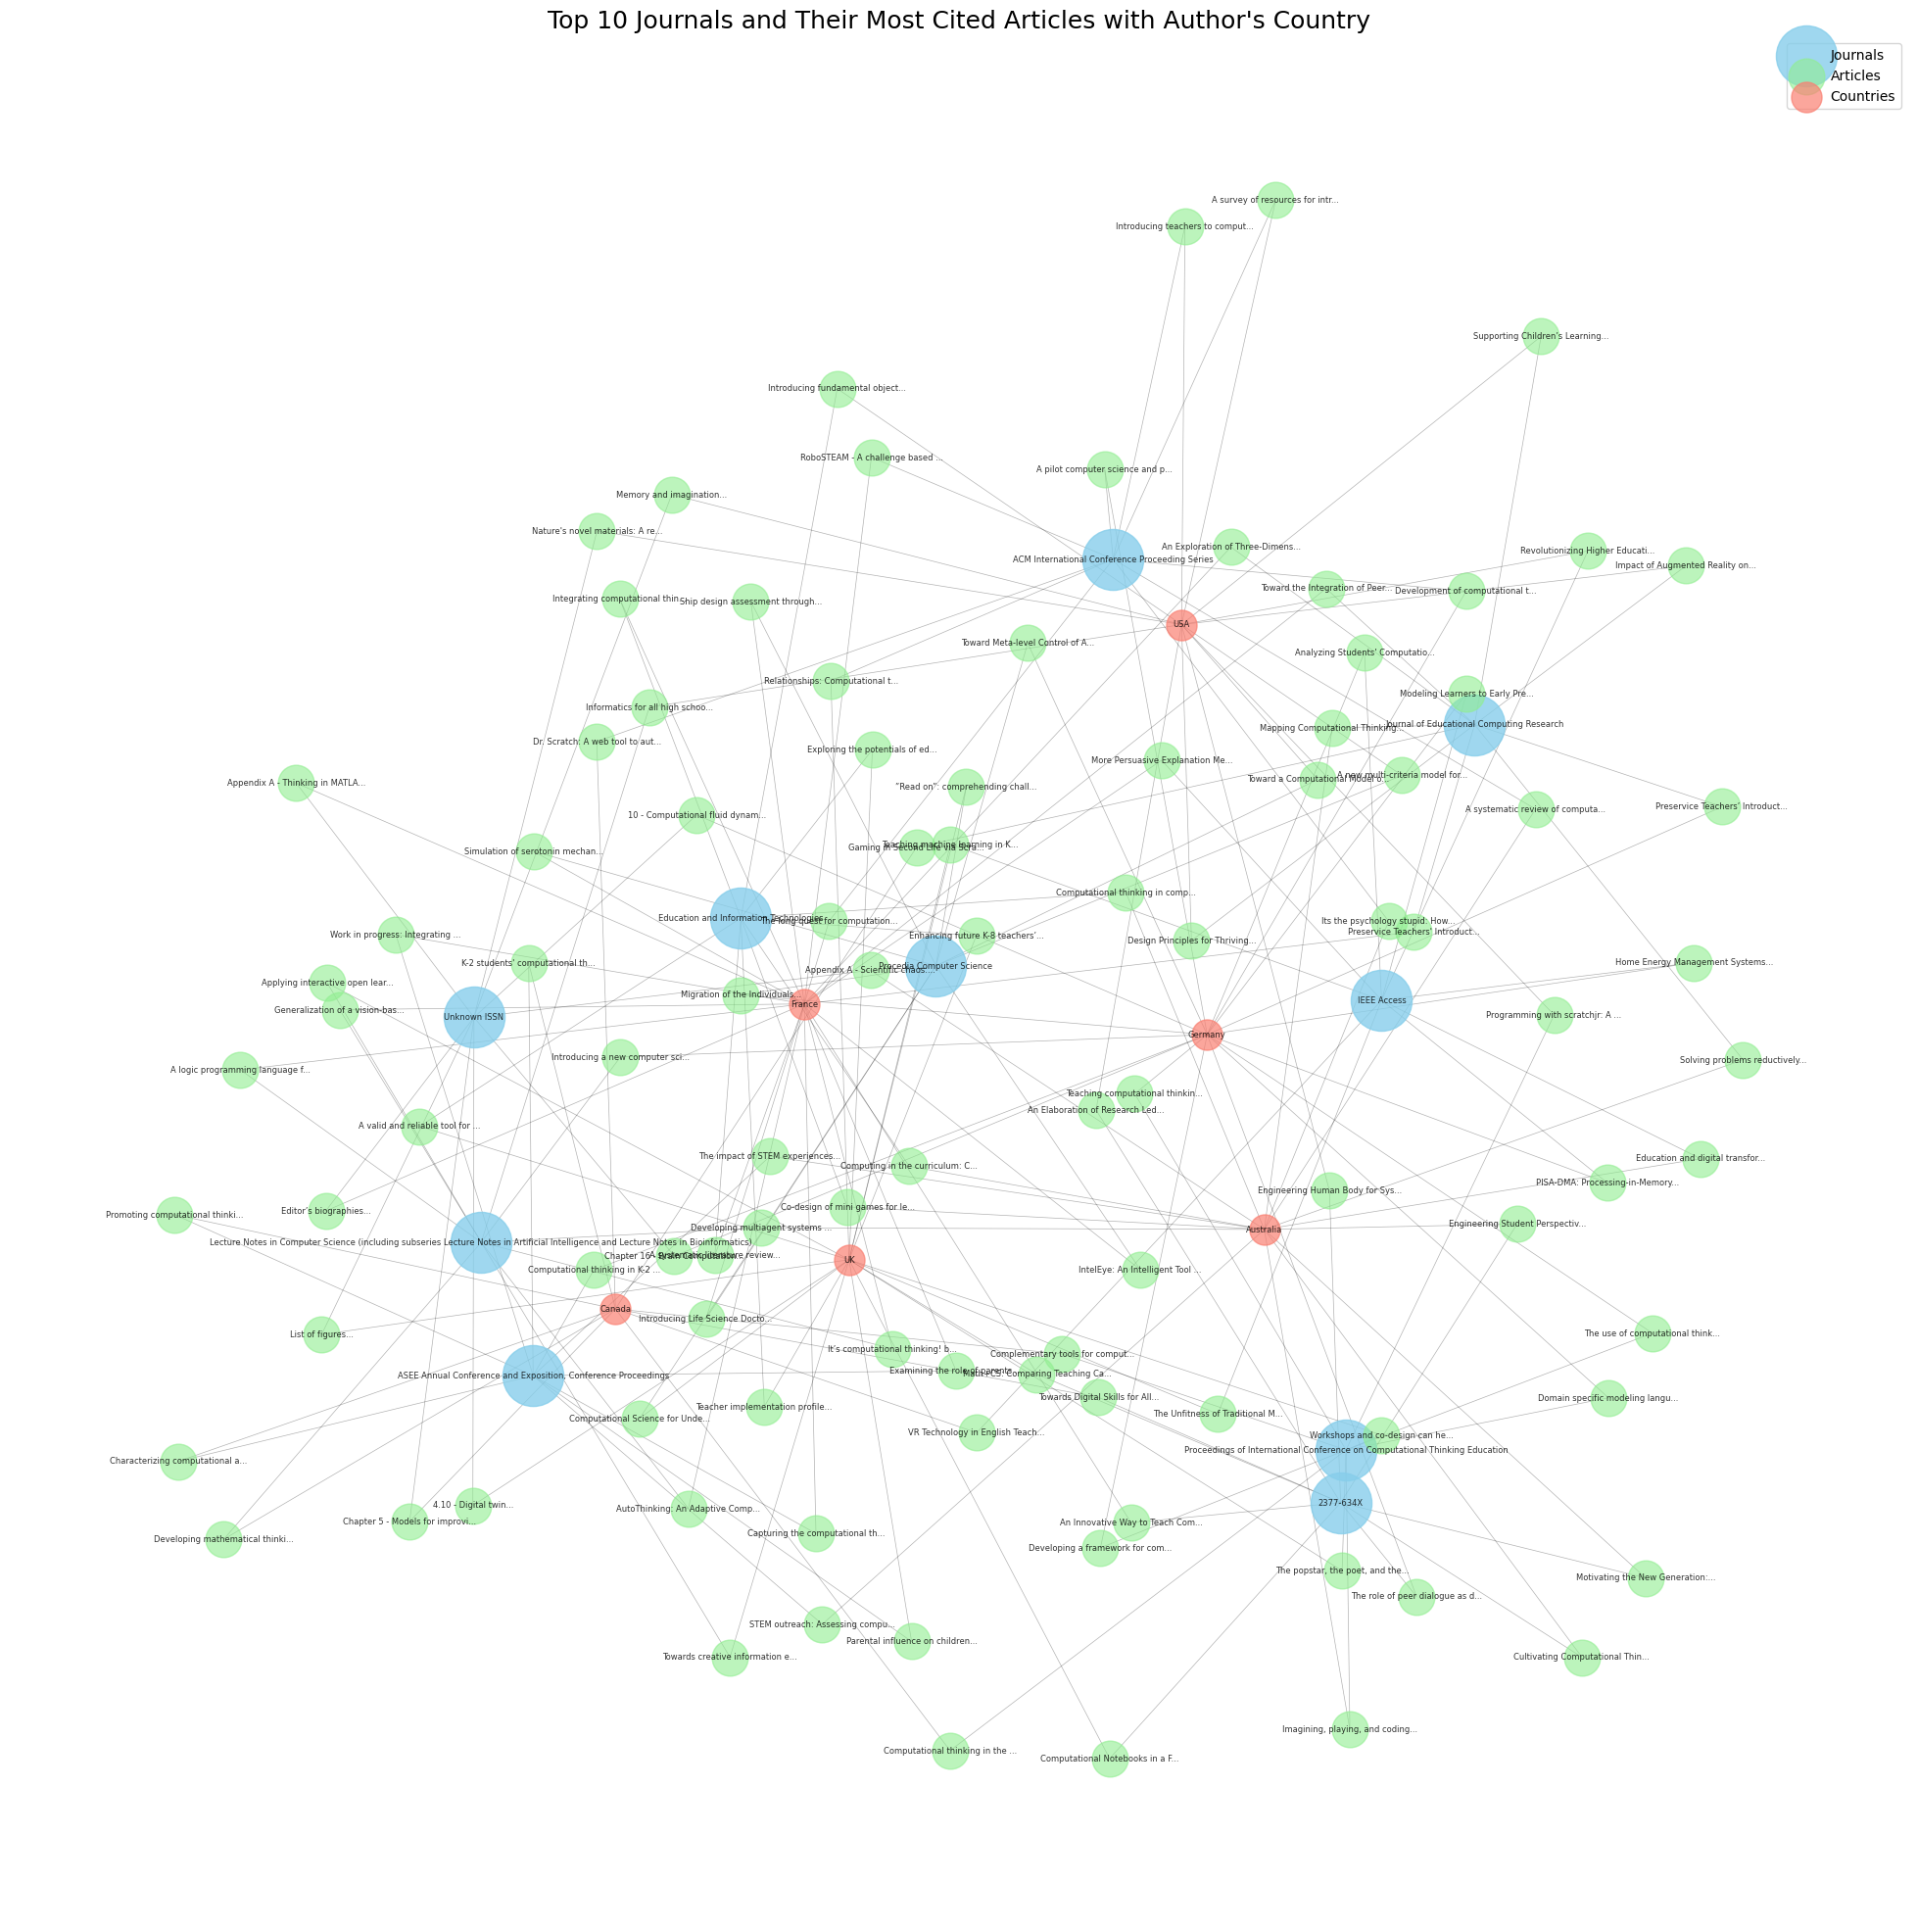 Top 10 Journals and Their Most Cited Articles with Author's Country
Journals
Articles
Countries
A survey of resources for intr...
Introducing teachers to comput...
Supporting Children's Learning...
Introducing fundamental object...
RoboSTEAM - A challenge based ...
A pilot computer science and p...
Memory and imagination...
Nature's novel materials: A re...
An Exploration of Three-Dimens...
Revolutionizing Higher Educati...
ACM International Conference Proceeding Series
Impact of Augmented Reality on...
Toward the Integration of Peer...
Development of computational t...
Integrating computational thin...
Ship design assessment through...
USA
Toward Meta-level Control of A...
Analyzing Students' Computatio...
Relationships: Computational t...
Modeling Learners to Early Pre...
Informatics for all high schoo...
Journal of Educational Computing Research
Mapping Computational Thinking...
Dr. Scratch: A web tool to aut...
Exploring the potentials of ed...
More Persuasive Explanation Me...
A new multi-criteria model for...
Toward a Computational Model o...
Appendix A - Thinking in MATLA...
"Read on": comprehending chall...
Preservice Teachers' Introduct...
A systematic review of computa...
10 - Computational fluid dynam...
Teaching machine learning in K...
Gaming in Second Life via Scra...
Simulation of serotonin mechan...
Computational thinking in comp...
Education and Information Technologies
The long quest for computation...
Its the psychology stupid: How...
Preservice Teachers' Introduct...
Work in progress: Integrating ...
Enhancing future K-8 teachers'...
Design Principles for Thriving...
K-2 students' computational th...
Procedia Computer Science
Appendix A - Scientific chaos:...
Home Energy Management Systems...
Applying interactive open lear...
Migration of the Individuals...
France
IEEE Access
Generalization of a vision-bas...
Unknown ISSN
Programming with scratchjr: A ...
Germany
Introducing a new computer sci...
Solving problems reductively...
A logic programming language f...
Teaching computational thinkin...
An Elaboration of Research Led...
A valid and reliable tool for ...
The impact of STEM experiences...
Computing in the curriculum: C...
Education and digital transfor...
PISA-DMA: Processing-in-Memory...
Engineering Human Body for Sys...
Co-design of mini games for le...
Editor's biographies...
Promoting computational thinki...
Developing multiagent systems ...
Engineering Student Perspectiv...
Australia
Lecture Notes in Computer Science (including subseries Lecture Notes in Artificial Intelligence and Lecture Notes in Bioinformatics)
Chapter 16 - Brain Computation...
A systematic literature review...
UK
Computational thinking in K-2 ...
IntelEye: An Intelligent Tool ...
Canada
Introducing Life Science Docto...
List of figures...
The use of computational think...
It's computational thinking! b...
Complementary tools for comput...
Examining the role of parents...
Math+CS: Comparing Teaching Ca...
ASEE Annual Conference and Exposition, Conference Proceedings
Towards Digital Skills for All...
Domain specific modeling langu...
Teacher implementation profile...
The Unfitness of Traditional M...
Computational Science for Unde...
VR Technology in English Teach...
Workshops and co-design can he...
Proceedings of International Conference on Computational Thinking Education
Characterizing computational a...
2377-634X
4.10 - Digital twin...
AutoThinking: An Adaptive Comp...
Chapter 5 - Models for improvi...
An Innovative Way to Teach Com...
Capturing the computational th...
Developing mathematical thinki...
Developing a framework for com...
The popstar, the poet, and the...
Motivating the New Generation:...
The role of peer dialogue as d...
STEM outreach: Assessing compu...
Parental influence on children...
Towards creative information e...
Cultivating Computational Thin...
Imagining, playing, and coding...
Computational thinking in the ...
Computational Notebooks in a F...